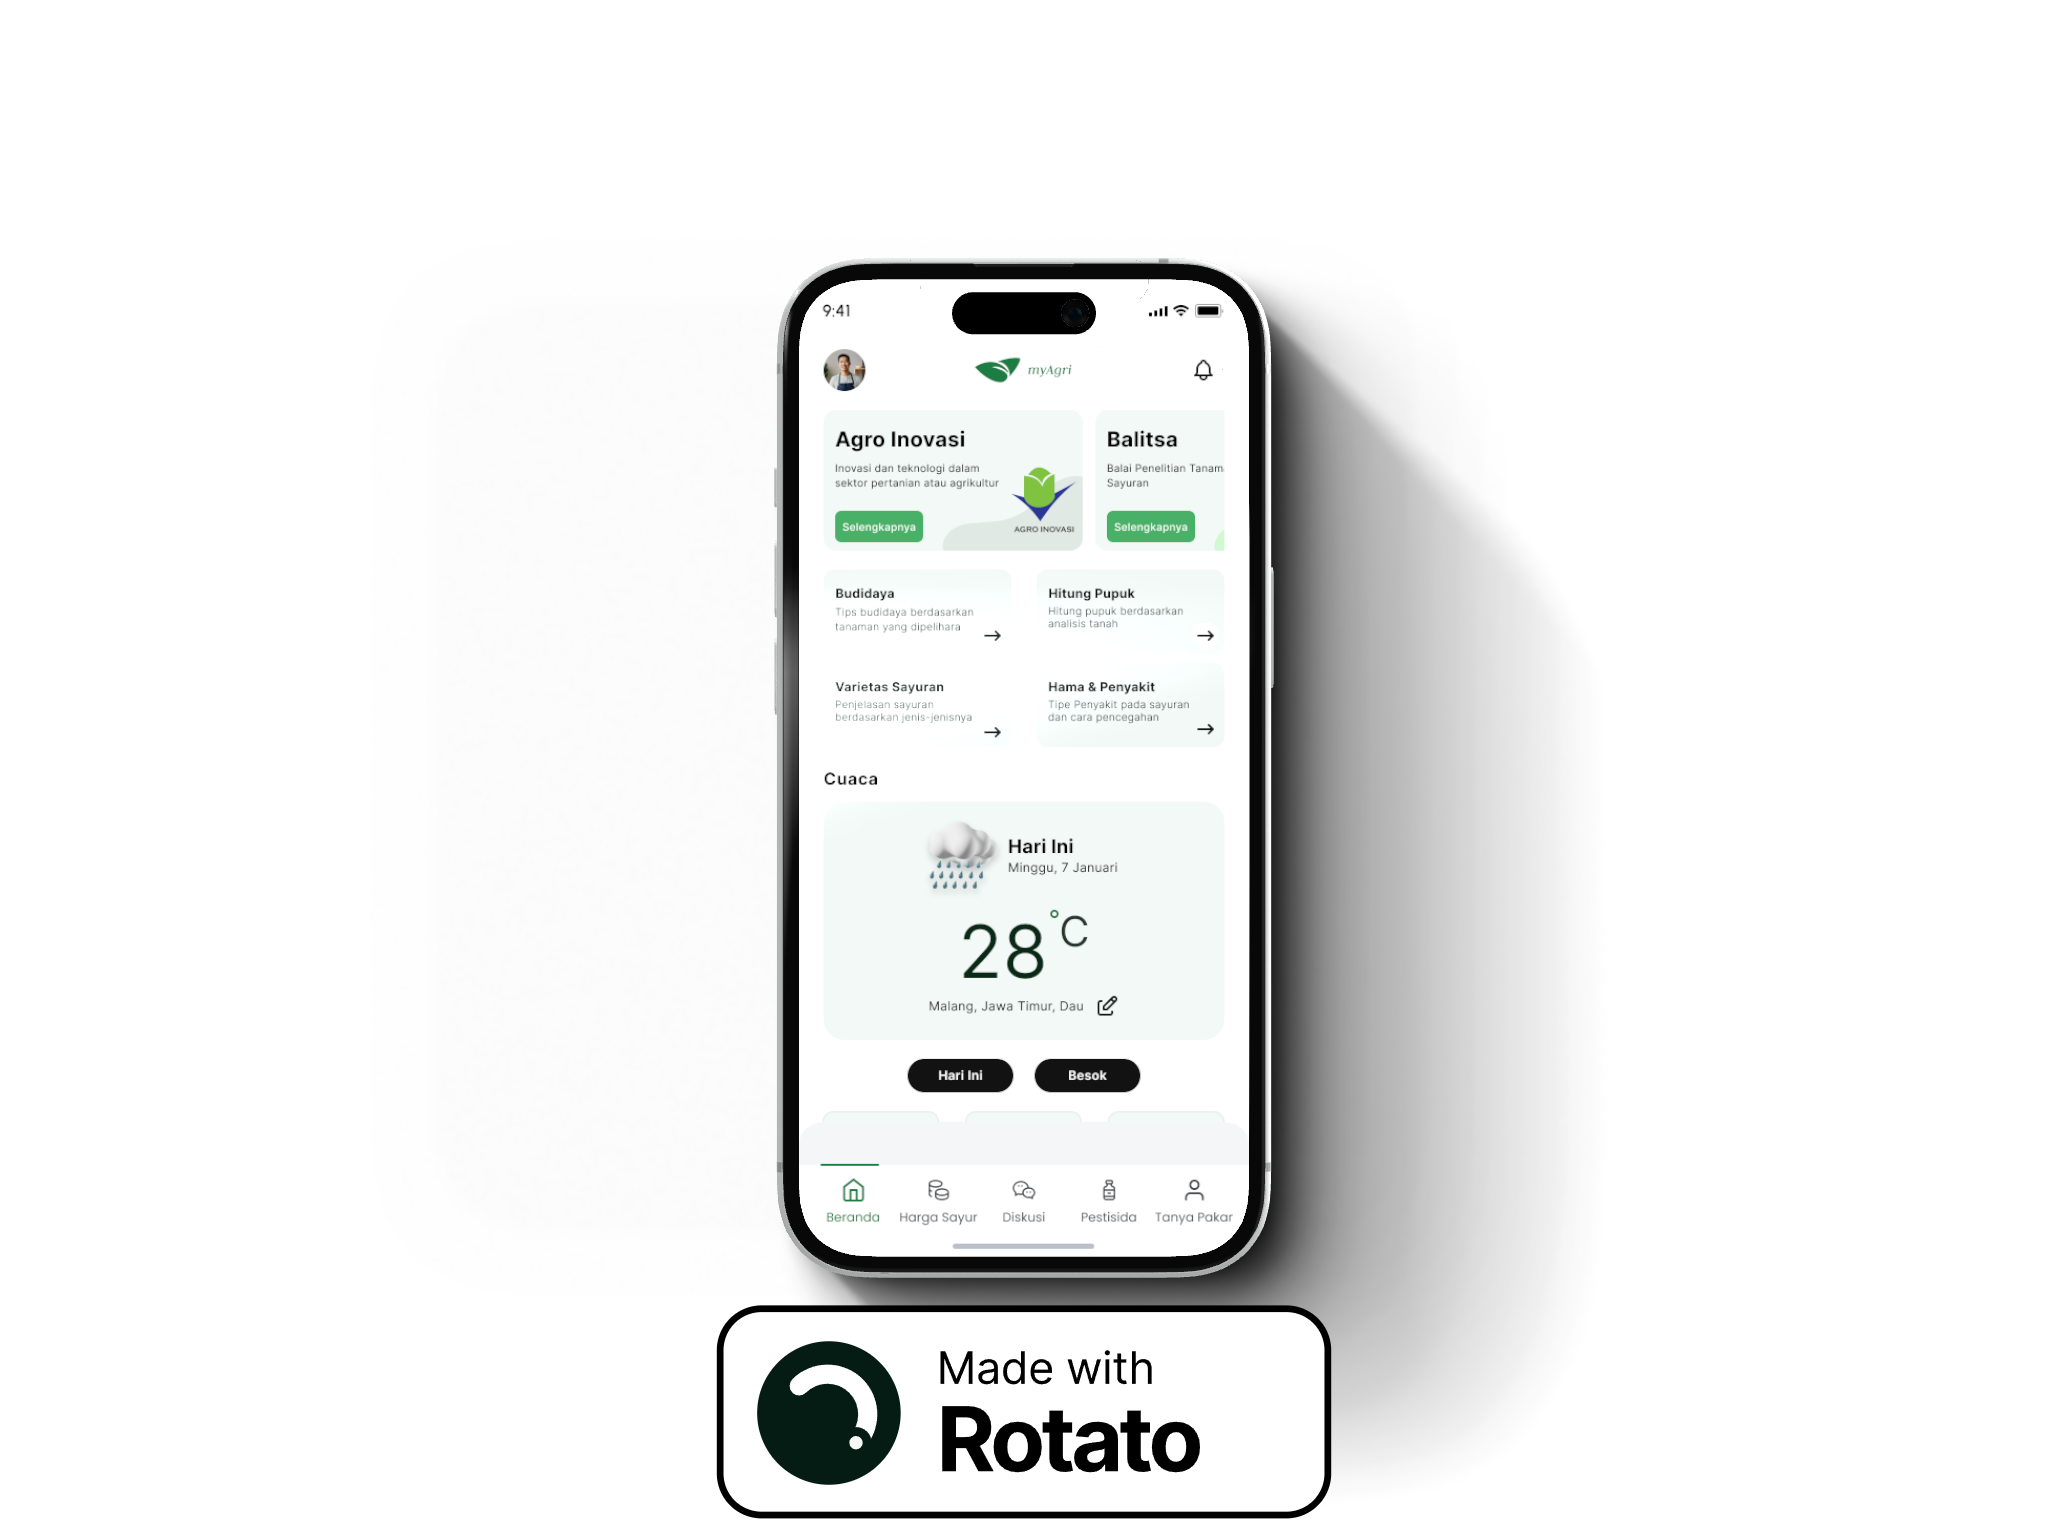 9:41
myAgri
Agro Inovasi
Inovasi dan teknologi dalam
sektor pertanian atau agrikultur
Selengkapnya
AGRO INOVASI
Balitsa
Balai Penelitian Tanam
Sayuran
Selengkapnya
Budidaya
Tips budidaya berdasarkan
tanaman yang dipelihara
Hitung Pupuk
Hitung pupuk berdasarkan
analisis tanah
Varietas Sayuran
Penjelasan sayuran
berdasarkan jenis-jenisnya
Hama & Penyakit
Tipe Penyakit pada sayuran
dan cara pencegahan
Cuaca
Hari Ini
Minggu, 7 Januari
28°C
Malang, Jawa Timur, Dau
Hari Ini
Besok
Beranda
Harga Sayur
Diskusi
Pestisida
Tanya Pakar
Made with
Rotato